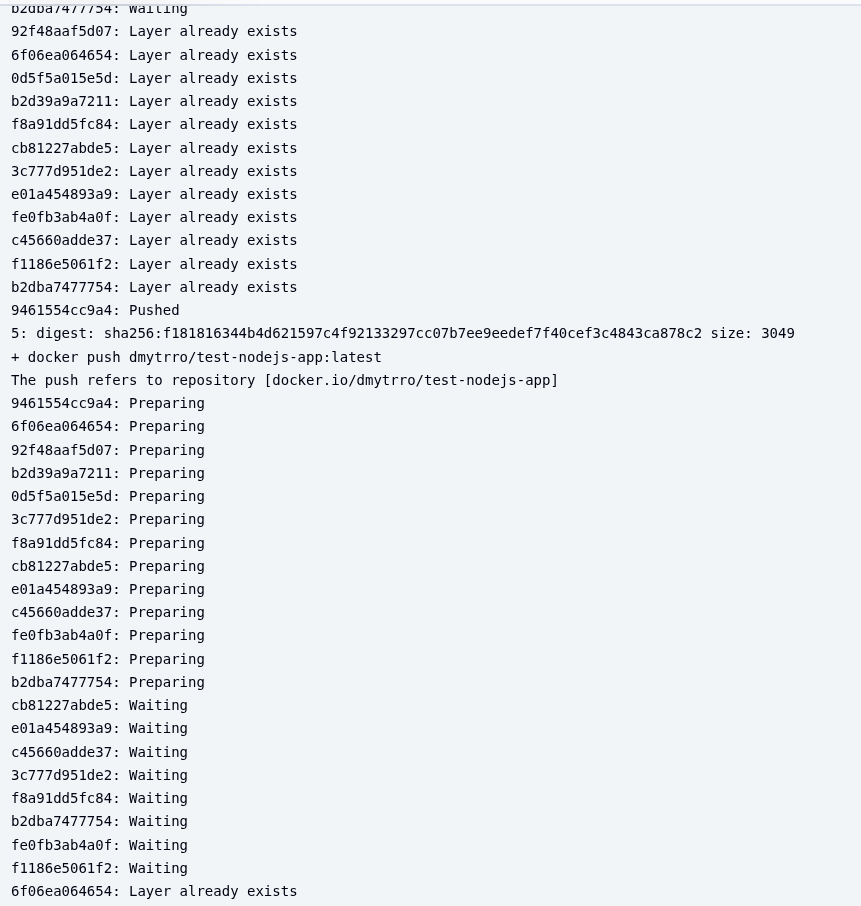 b2dba7477754: Waiting
92f48aaf5d07: Layer already exists
6f06ea064654: Layer already exists
0d5f5a015e5d: Layer already exists
b2d39a9a7211: Layer already exists
f8a91dd5fc84: Layer already exists
cb81227abde5: Layer already exists
3c777d951de2: Layer already exists
e01a454893a9: Layer already exists
fe0fb3ab4a0f: Layer already exists
c45660adde37: Layer already exists
f1186e5061f2: Layer already exists
b2dba7477754: Layer already exists
9461554cc9a4: Pushed
5: digest: sha256:f181816344b4d621597c4f92133297cc07b7ee9eedef7f40cef3c4843ca878c2 size: 3049
+ docker push dmytrro/test-nodejs-app:latest
The push refers to repository [docker.io/dmytrro/test-nodejs-app]
9461554cc9a4: Preparing
6f06ea064654: Preparing
92f48aaf5d07: Preparing
b2d39a9a7211: Preparing
0d5f5a015e5d: Preparing
3c777d951de2: Preparing
f8a91dd5fc84: Preparing
cb81227abde5: Preparing
e01a454893a9: Preparing
c45660adde37: Preparing
fe0fb3ab4a0f: Preparing
f1186e5061f2: Preparing
b2dba7477754: Preparing
cb81227abde5: Waiting
e01a454893a9: Waiting
c45660adde37: Waiting
3c777d951de2: Waiting
f8a91dd5fc84: Waiting
b2dba7477754: Waiting
fe0fb3ab4a0f: Waiting
f1186e5061f2: Waiting
6f06ea064654: Layer already exists